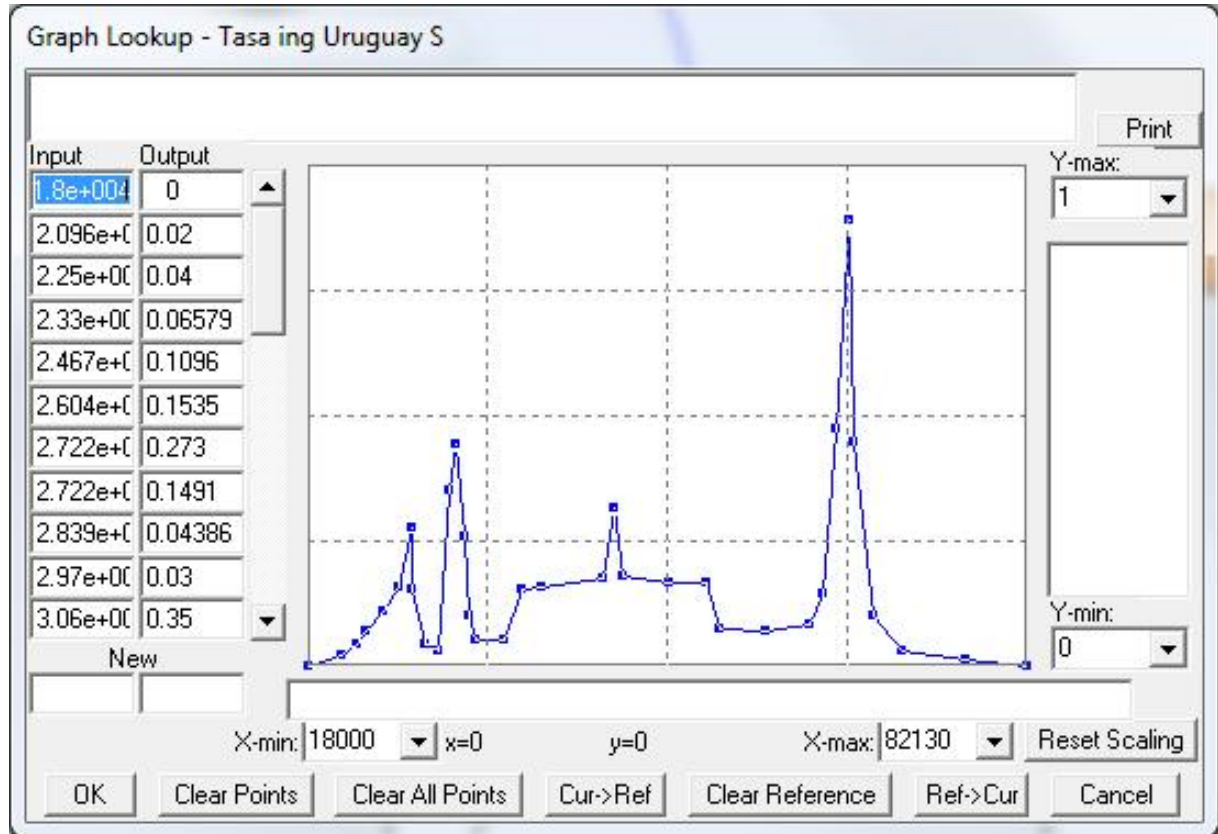 Graph Lookup - Tasa ing Uruguay S
Print
Input Output
1.8e+004 0
2.096e+0 0.02
2.25e+00 0.04
2.33e+00 0.06579
2.467e+0 0.1096
2.604e+0 0.1535
2.722e+0 0.273
2.722e+0 0.1491
2.839e+0 0.04386
2.97e+00 0.03
3.06e+00 0.35
New
Y-max:
1
Y-min:
0
X-min: 18000 x=0 y=0 X-max: 82130 Reset Scaling
OK Clear Points Clear All Points Cur->Ref Clear Reference Ref->Cur Cancel